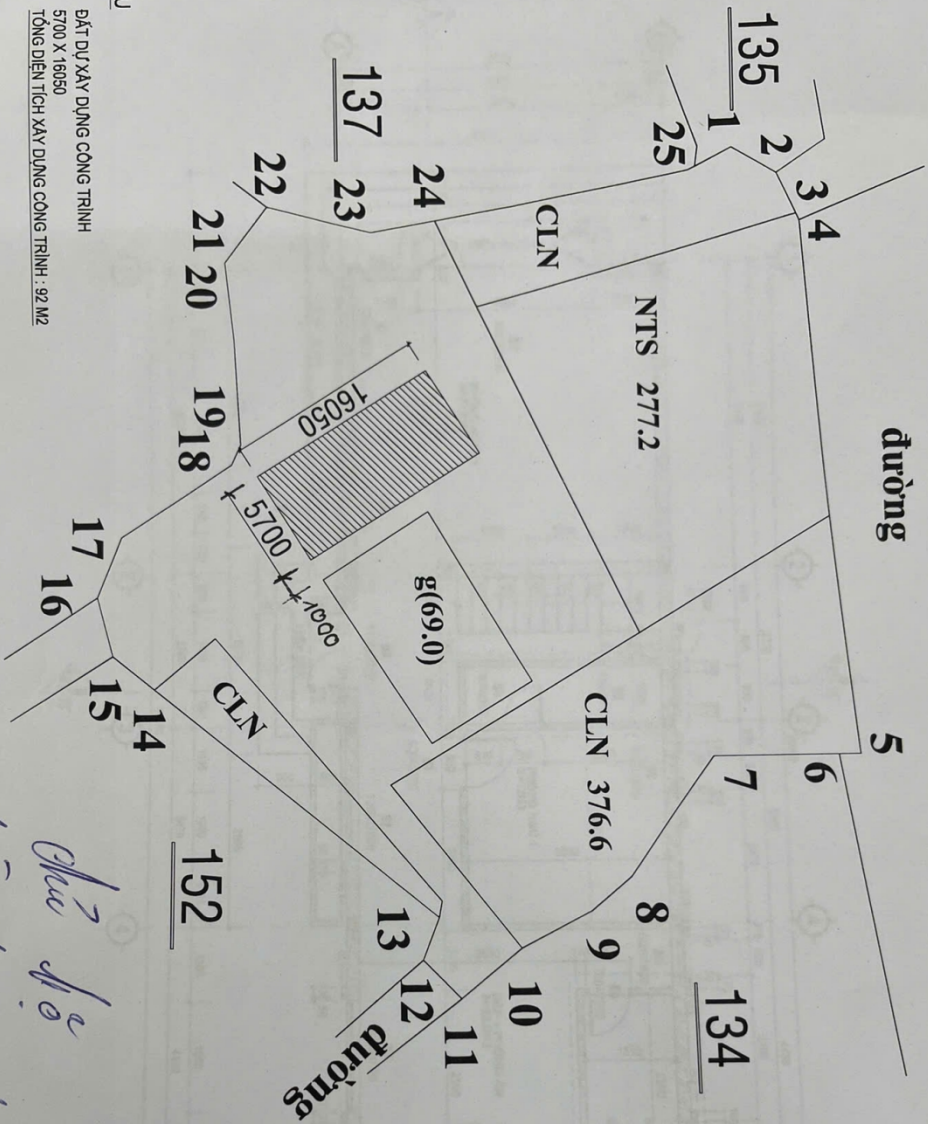 135
137
134
152
1
2
3
4
5
6
7
8
9
10
11
12
13
14
15
16
17
18
19
20
21
22
23
24
25
đường
NTS 277.2
CLN
CLN 376.6
g(69.0)
16050
5700
1000
CLN
đường
ĐẤT DỰ XÂY DỰNG CÔNG TRÌNH
5700 X 16050
TỔNG DIỆN TÍCH XÂY DỰNG CÔNG TRÌNH : 92 M2
Chủ hộ